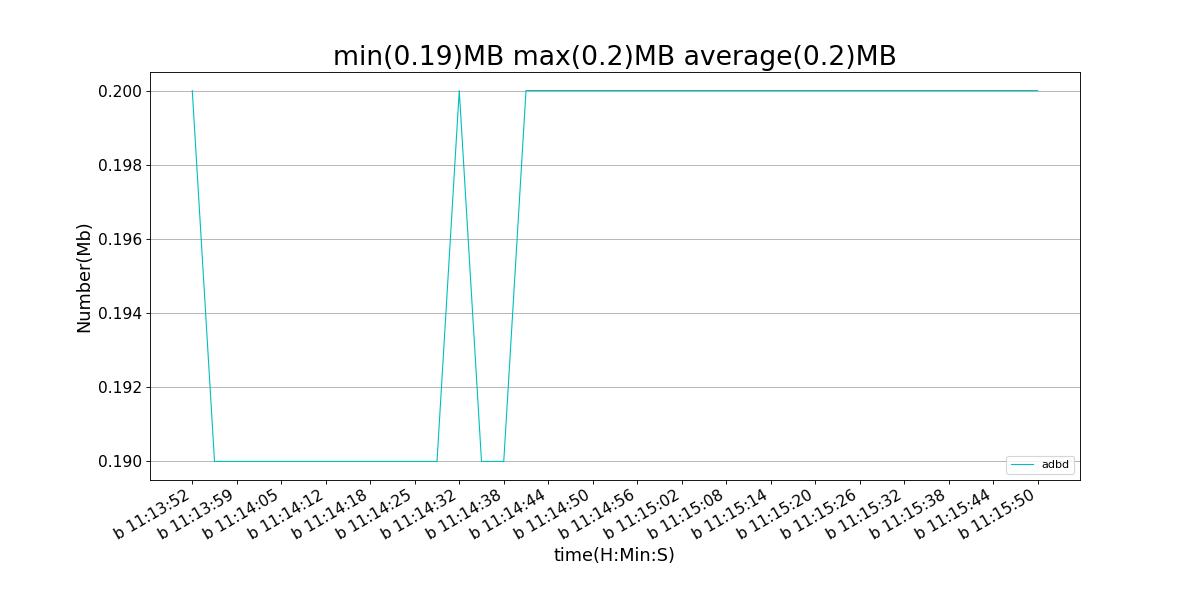 min(0.19)MB max(0.2)MB average(0.2)MB
Number(Mb)
0.200
0.198
0.196
0.194
0.192
0.190
adbd
b 11:13:52
b 11:13:59
b 11:14:05
b 11:14:12
b 11:14:18
b 11:14:25
b 11:14:32
b 11:14:38
b 11:14:44
b 11:14:50
b 11:14:56
b 11:15:02
b 11:15:08
b 11:15:14
b 11:15:20
b 11:15:26
b 11:15:32
b 11:15:38
b 11:15:44
b 11:15:50
time(H:Min:S)